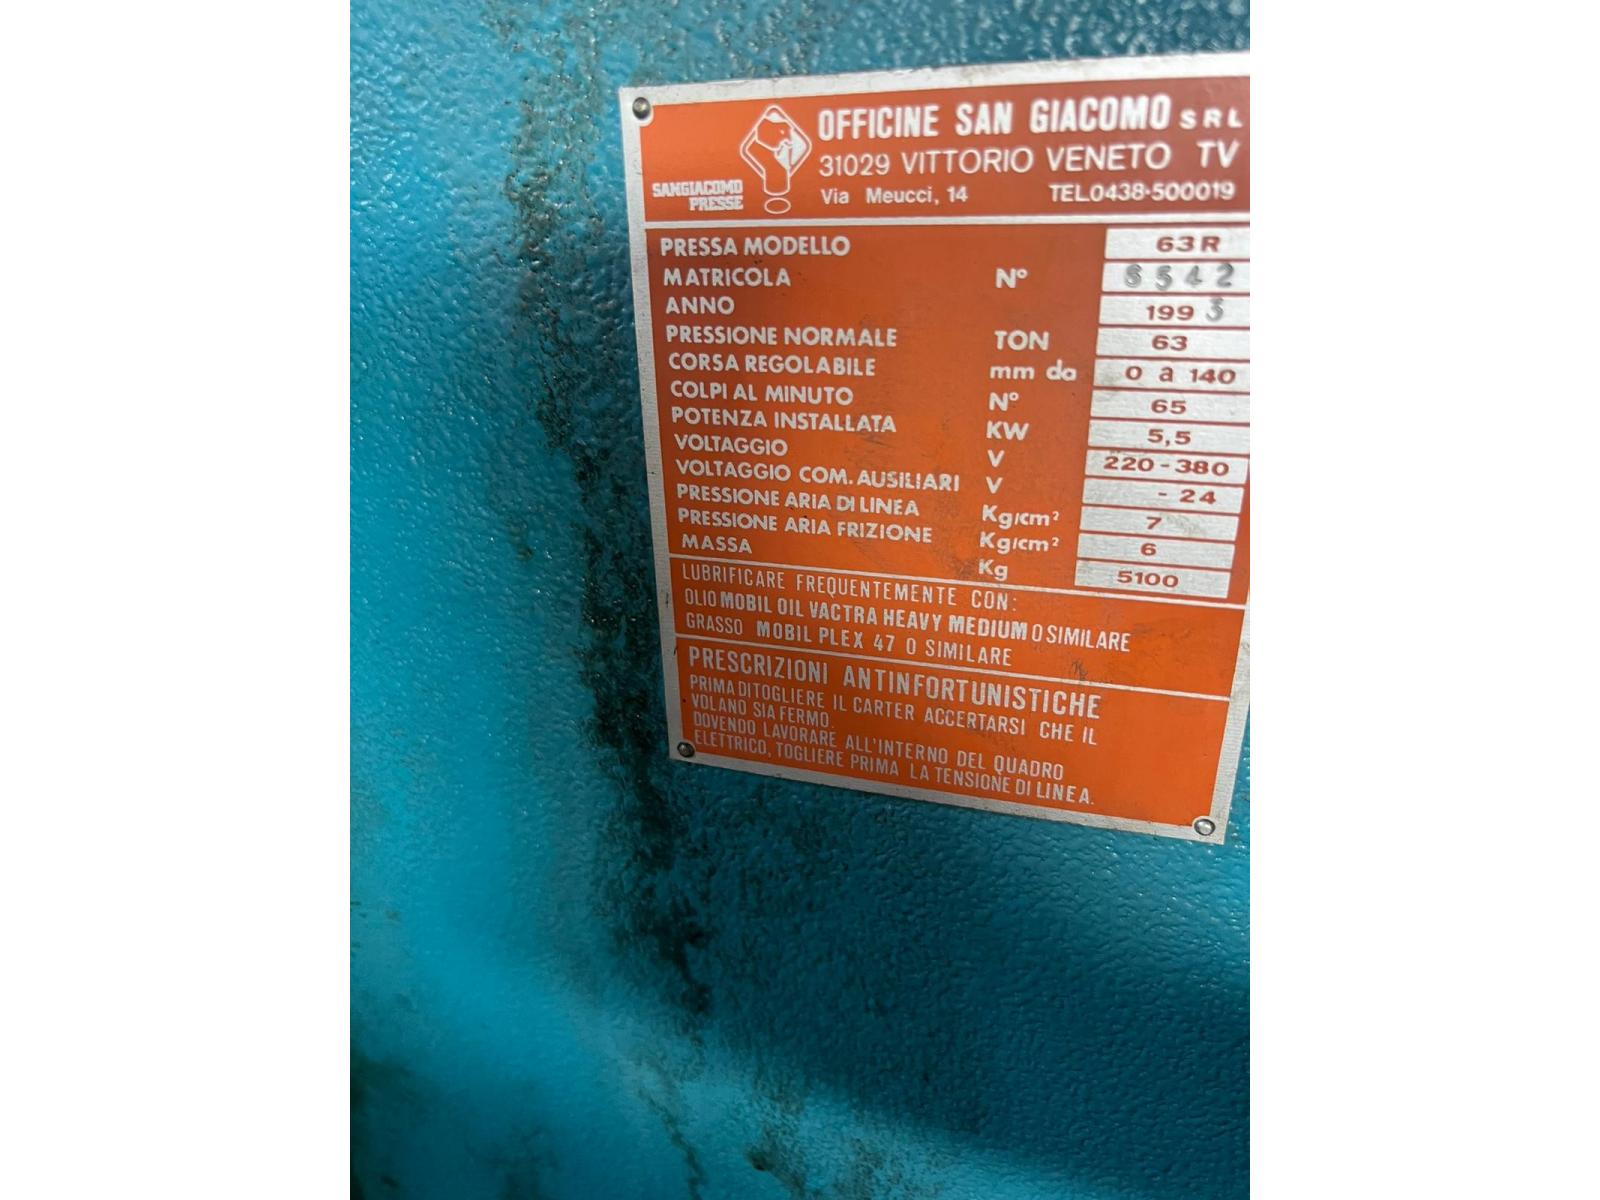 OFFICINE SAN GIACOMO SRL
31029 VITTORIO VENETO TV
SANGIACOMO PRESSE
Via Meucci, 14 TEL.0438-500019
PRESSA MODELLO 63R
MATRICOLA N°
ANNO 1993
PRESSIONE NORMALE TON 63
CORSA REGOLABILE mm da 0 a 140
COLPI AL MINUTO N° 65
POTENZA INSTALLATA KW 5,5
VOLTAGGIO V 220-380
VOLTAGGIO COM. AUSILIARI V - 24
PRESSIONE ARIA DI LINEA Kg/cm² 7
PRESSIONE ARIA FRIZIONE Kg/cm² 6
MASSA Kg 5100
LUBRIFICARE FREQUENTEMENTE CON:
OLIO MOBIL OIL VACTRA HEAVY MEDIUM O SIMILARE
GRASSO MOBIL PLEX 47 O SIMILARE
PRESCRIZIONI ANTINFORTUNISTICHE
PRIMA DI TOGLIERE IL CARTER ACCERTARSI CHE IL
VOLANO SIA FERMO.
DOVENDO LAVORARE ALL'INTERNO DEL QUADRO
ELETTRICO, TOGLIERE PRIMA LA TENSIONE DI LINEA.